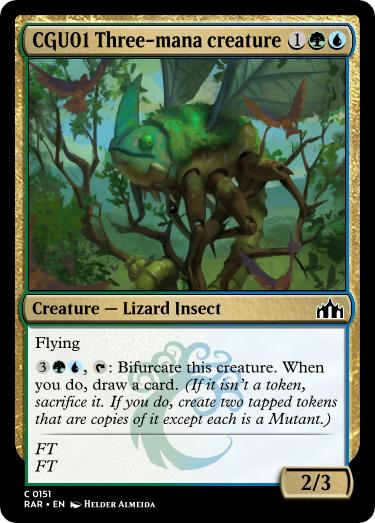 CGU01 Three-mana creature 1
Creature — Lizard Insect
Flying
3, : Bifurcate this creature. When
you do, draw a card. (If it isn't a token,
sacrifice it. If you do, create two tapped tokens
that are copies of it except each is a Mutant.)
FT
FT
2/3
C 0151
RAR • EN Helder Almeida